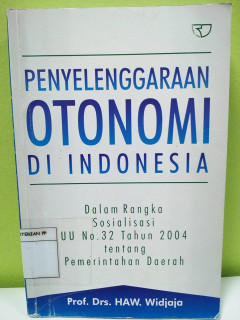 PENYELENGGARAAN
OTONOMI
DI INDONESIA
Dalam Rangka
Sosialisasi
UU No.32 Tahun 2004
tentang
Pemerintahan Daerah
Prof. Drs. HAW. Widjaja